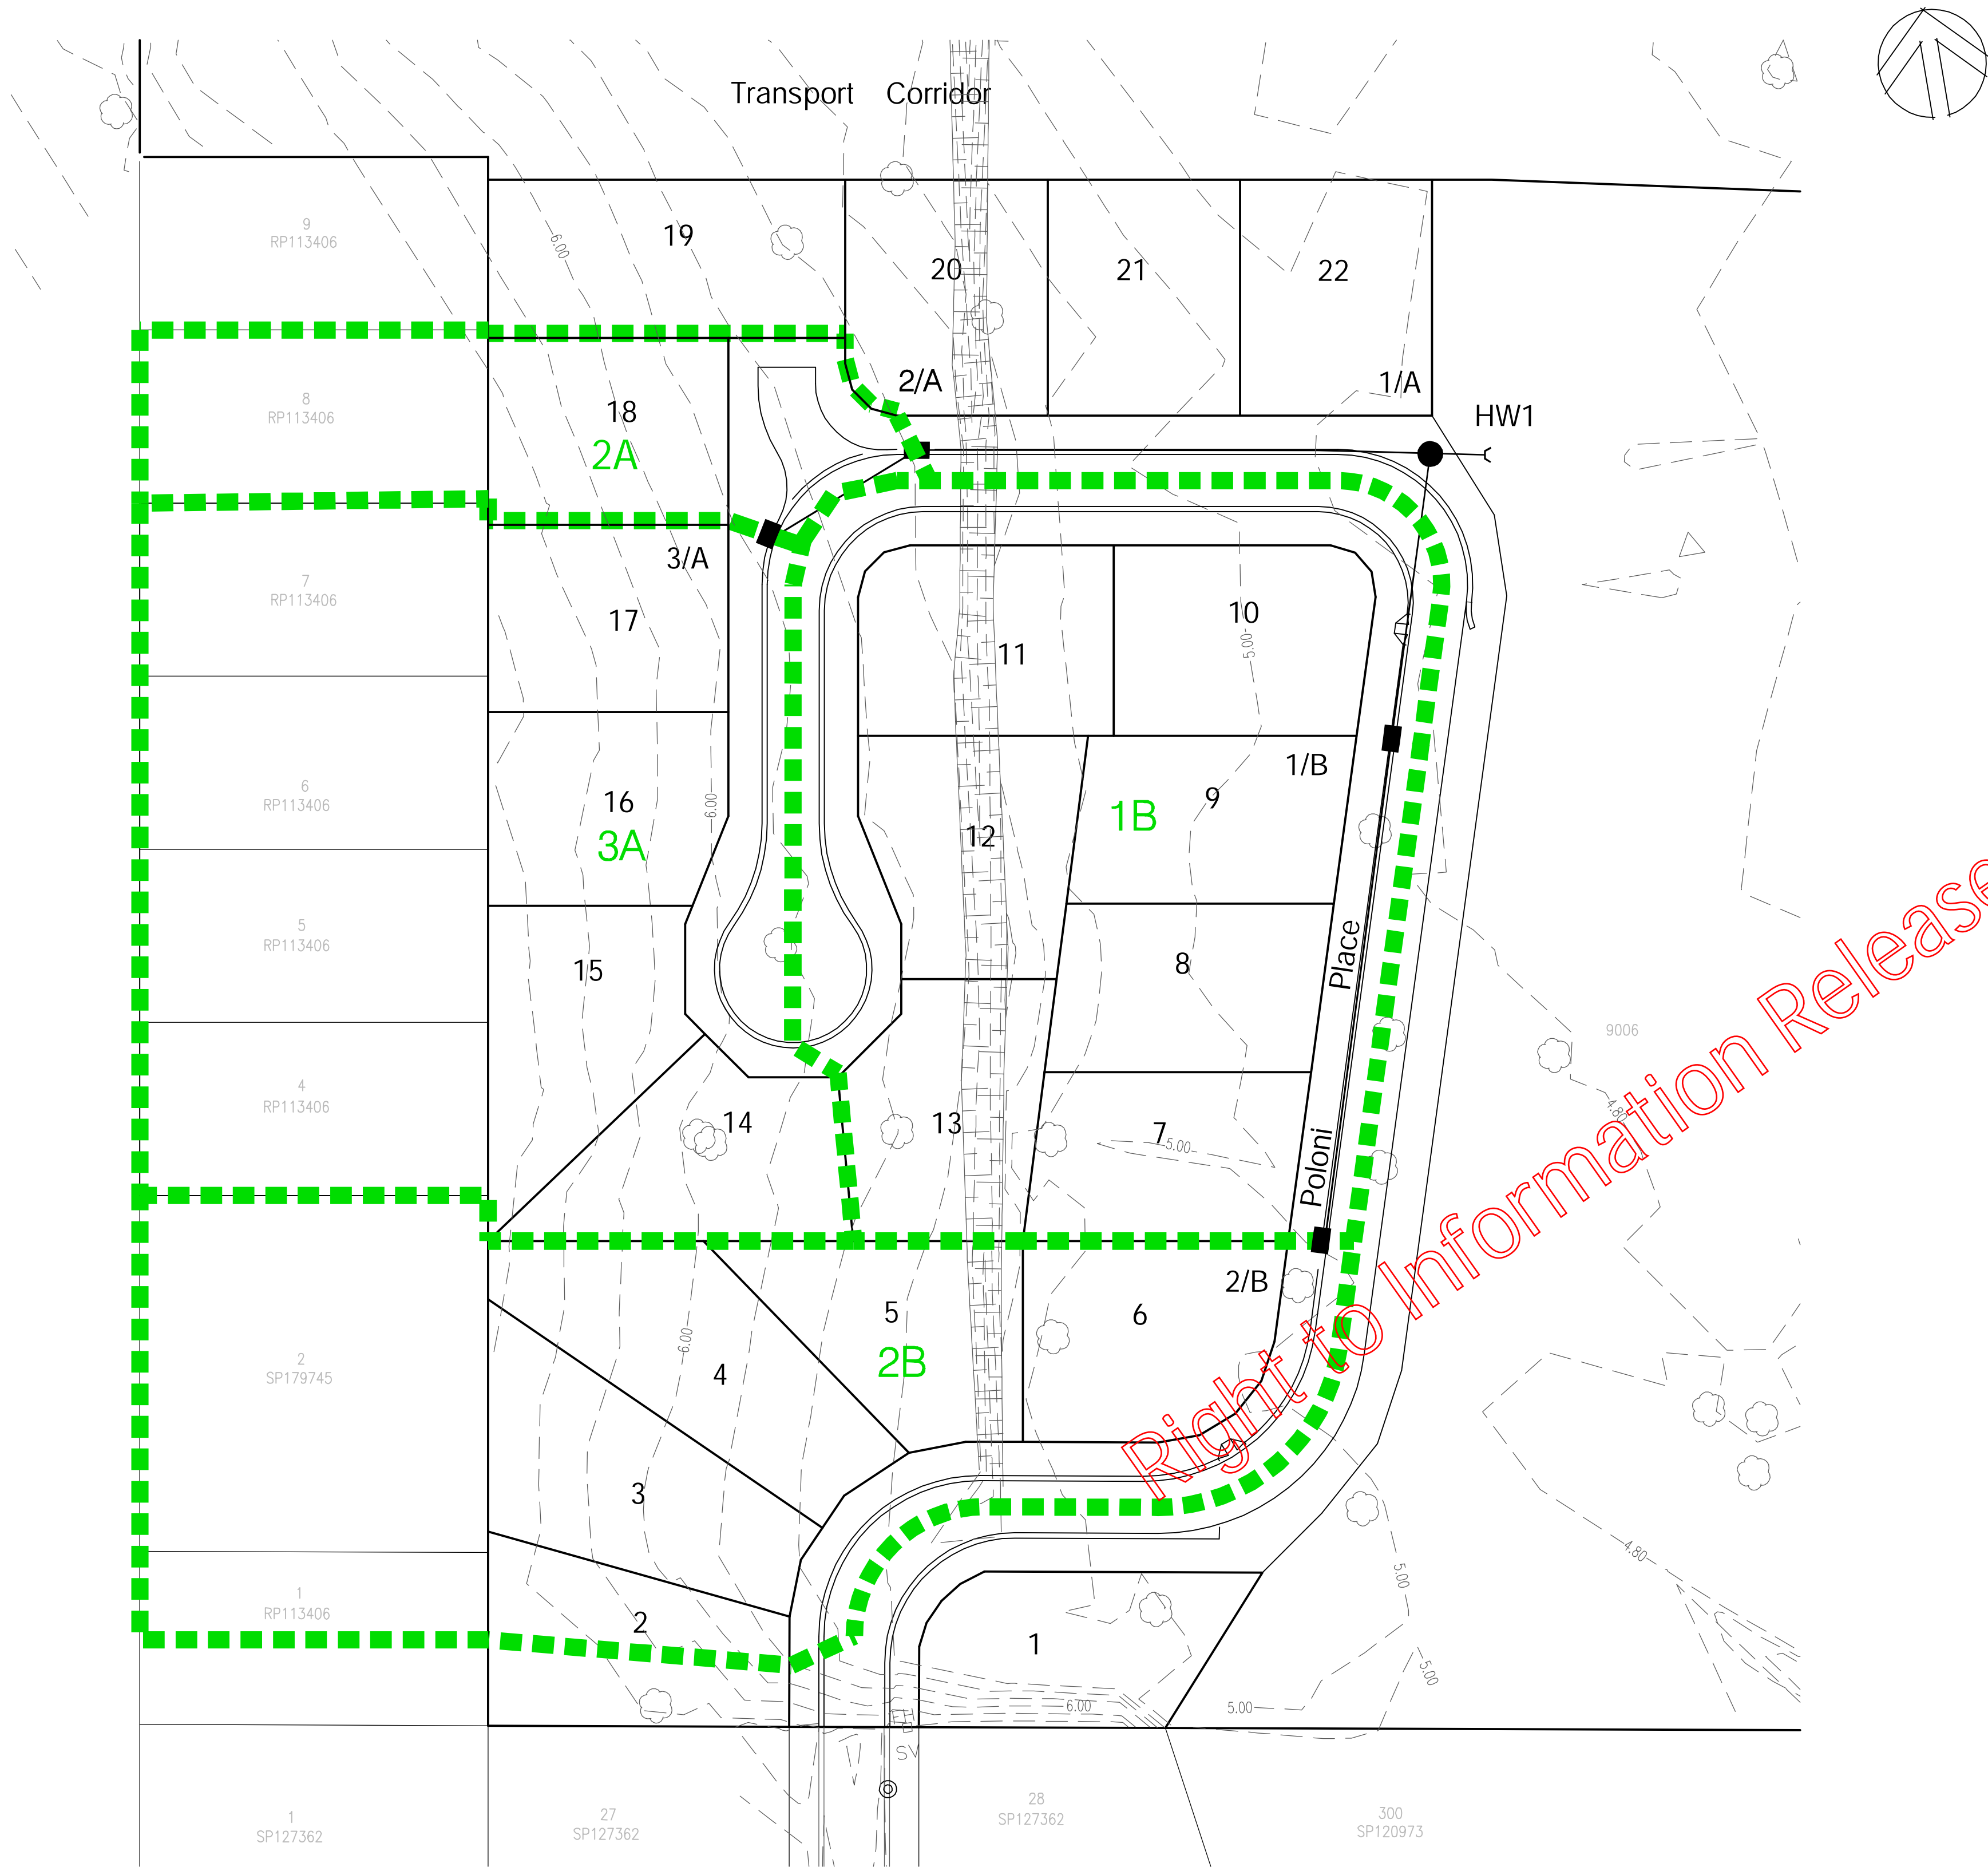 Transport Corridor
9
RP113406
19
6.00
20
21
22
8
RP113406
18
2A
2/A
1/A
HW1
7
RP113406
3/A
17
11
10
5.00
6
RP113406
16
3A
6.00
12
1B
9
1/B
5
RP113406
15
8
Place
9006
4
RP113406
14
13
7
5.00
Poloni
4.80
Right to Information Release
2
SP179745
6.00
4
5
2B
6
2/B
3
1
RP113406
2
1
5.00
4.80
5.00
6.00
5.00
SV
1
SP127362
27
SP127362
28
SP127362
300
SP120973